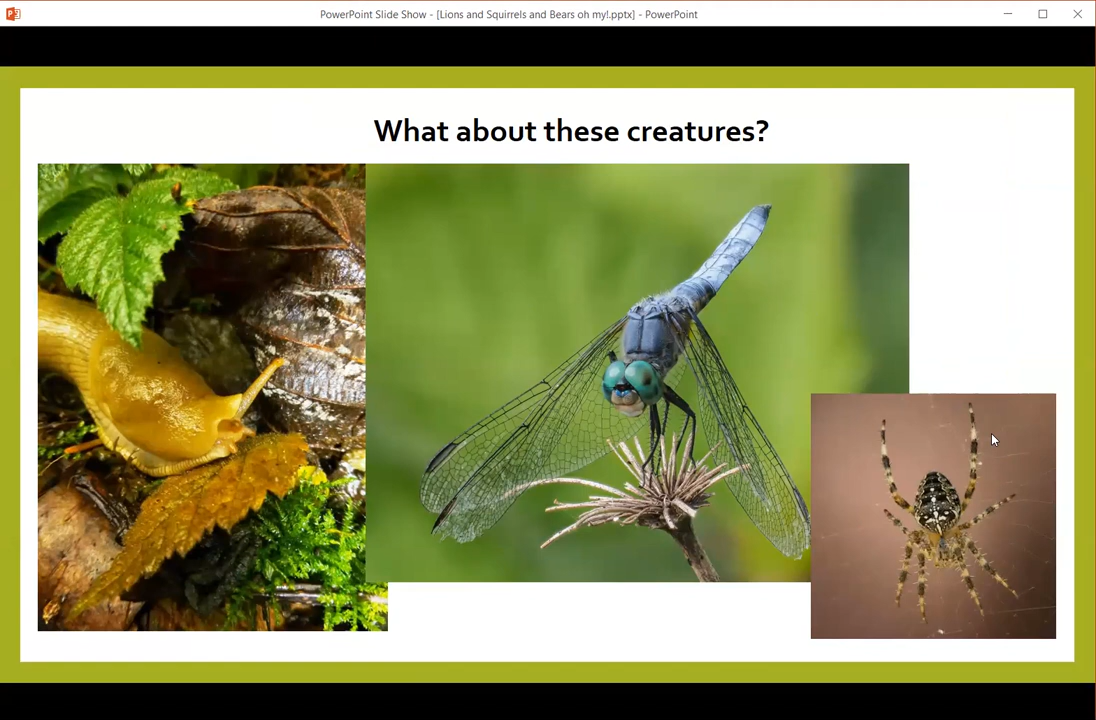 PowerPoint Slide Show - [Lions and Squirrels and Bears oh my!.pptx] - PowerPoint
What about these creatures?